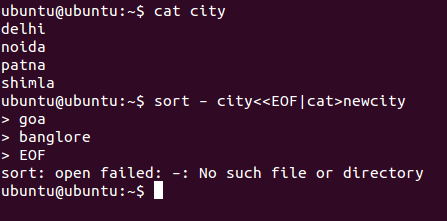 ubuntu@ubuntu:~$ cat city
delhi
noida
patna
shimla
ubuntu@ubuntu:~$ sort – city<<EOF|cat>newcity
> goa
> banglore
> EOF
sort: open failed: –: No such file or directory
ubuntu@ubuntu:~$